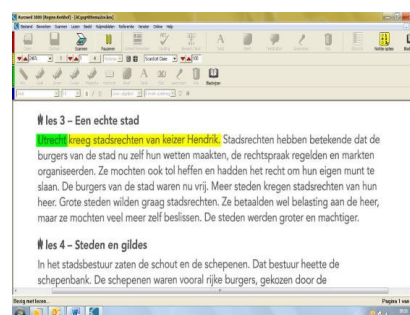 Bestand Bewerken Scannen Lezen Hulpmiddelen Referentie Venster Online Help
Scannen Pauzeren
les 3 – Een echte stad
Utrecht kreeg stadsrechten van keizer Hendrik. Stadsrechten hebben betekende dat de
burgers van de stad nu zelf hun wetten maakten, de rechtspraak regelden en markten
organiseerden. Ze mochten ook tol heffen en hadden het recht om hun eigen munt te
slaan. De burgers van de stad waren nu vrij. Meer steden kregen stadsrechten van hun
heer. Grote steden wilden graag stadsrechten. Ze betaalden wel belasting aan de heer,
maar ze mochten veel meer zelf beslissen. De steden werden groter en machtiger.
les 4 – Steden en gildes
In het stadsbestuur zaten de schout en de schepenen. Dat bestuur heette de
schepenbank. De schepenen waren vooral rijke burgers, gekozen door de
Bezig met lezen.
Pagina 1 van